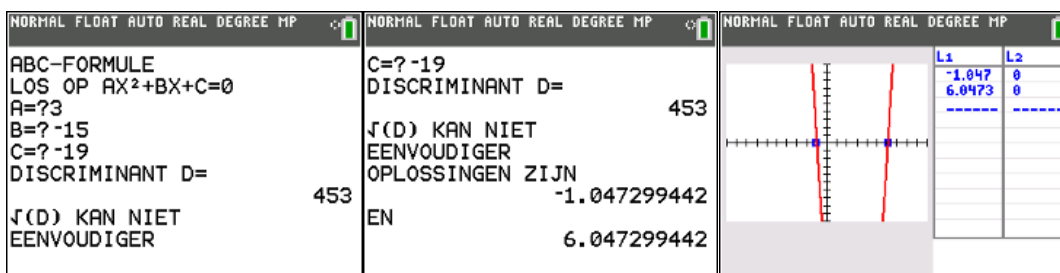 NORMAL FLOAT AUTO REAL DEGREE MP
ABC-FORMULE
LOS OP AX²+BX+C=0
A=?3
B=?-15
C=?-19
DISCRIMINANT D=
453
√(D) KAN NIET
EENVOUDIGER
NORMAL FLOAT AUTO REAL DEGREE MP
C=?-19
DISCRIMINANT D=
453
√(D) KAN NIET
EENVOUDIGER
OPLOSSINGEN ZIJN
-1.047299442
EN
6.047299442
NORMAL FLOAT AUTO REAL DEGREE MP
L1 L2
-1.047 0
6.0473 0
------ ------